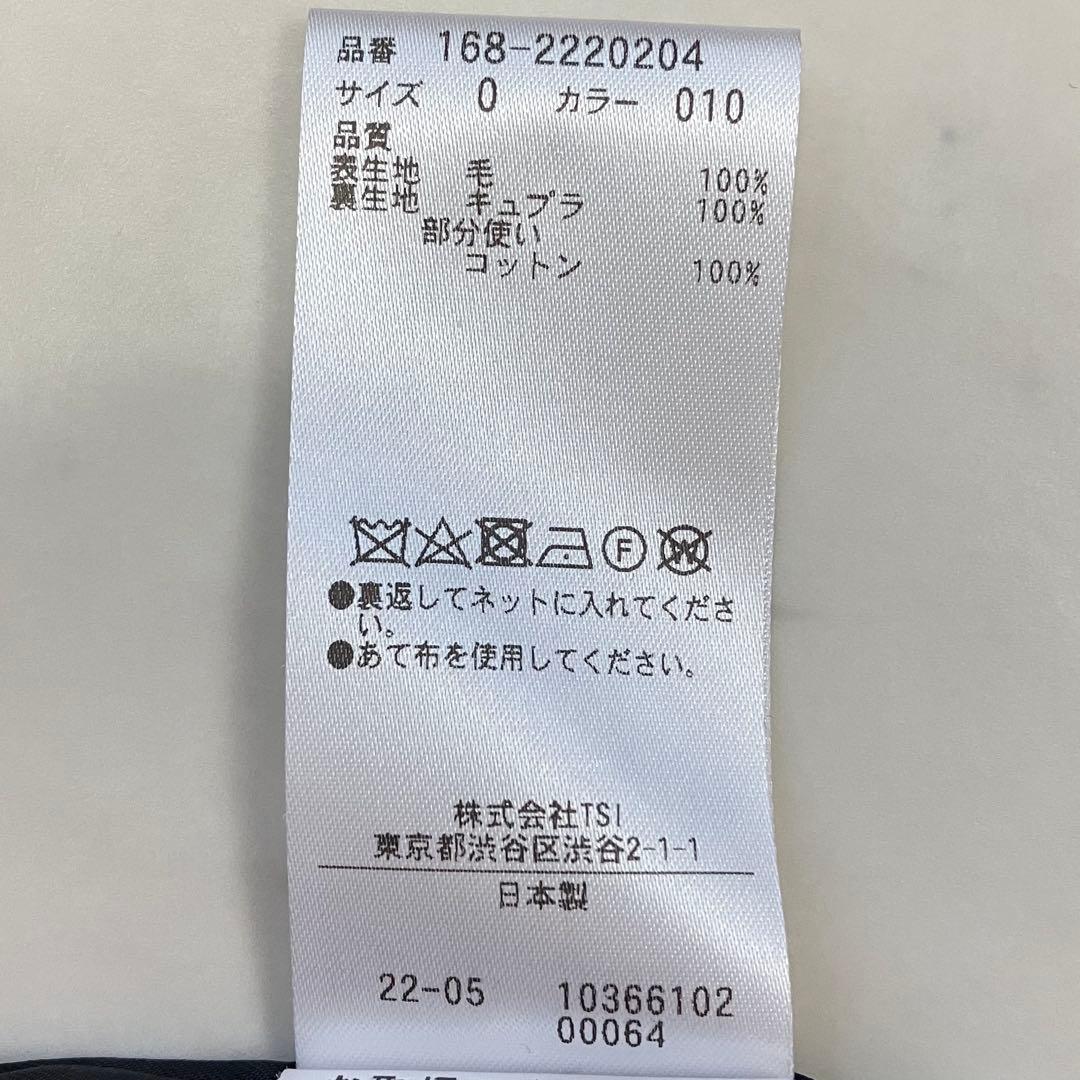 品番 168-2220204
サイズ 0 カラー 010
品質
表生地 毛 100%
裏生地 キュプラ 100%
部分使い
コットン 100%
F
W
●裏返してネットに入れてくださ
い。
●あて布を使用してください。
株式会社TSI
東京都渋谷区渋谷2-1-1
日本製
22-05 10366102
00064